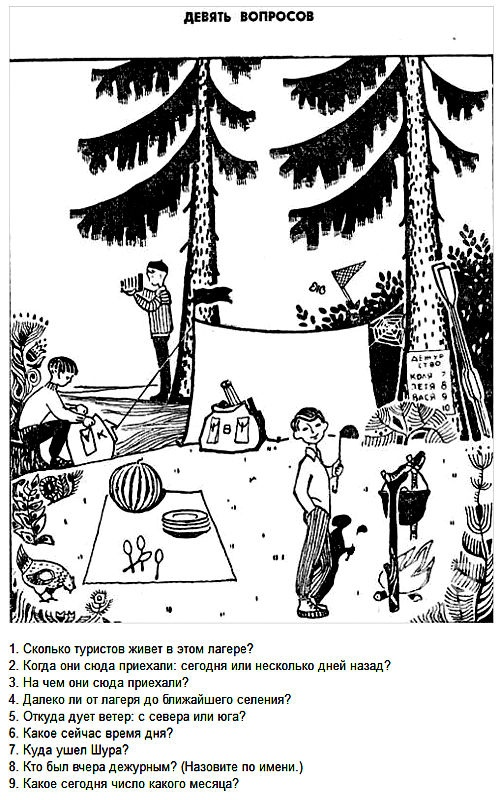 ДЕВЯТЬ ВОПРОСОВ
ДЕЖУР
СТВО
КОЛЯ 7
ПЕТЯ 8
ВАСЯ 9
10
К
В
1. Сколько туристов живет в этом лагере?
2. Когда они сюда приехали: сегодня или несколько дней назад?
3. На чем они сюда приехали?
4. Далеко ли от лагеря до ближайшего селения?
5. Откуда дует ветер: с севера или юга?
6. Какое сейчас время дня?
7. Куда ушел Шура?
8. Кто был вчера дежурным? (Назовите по имени.)
9. Какое сегодня число какого месяца?